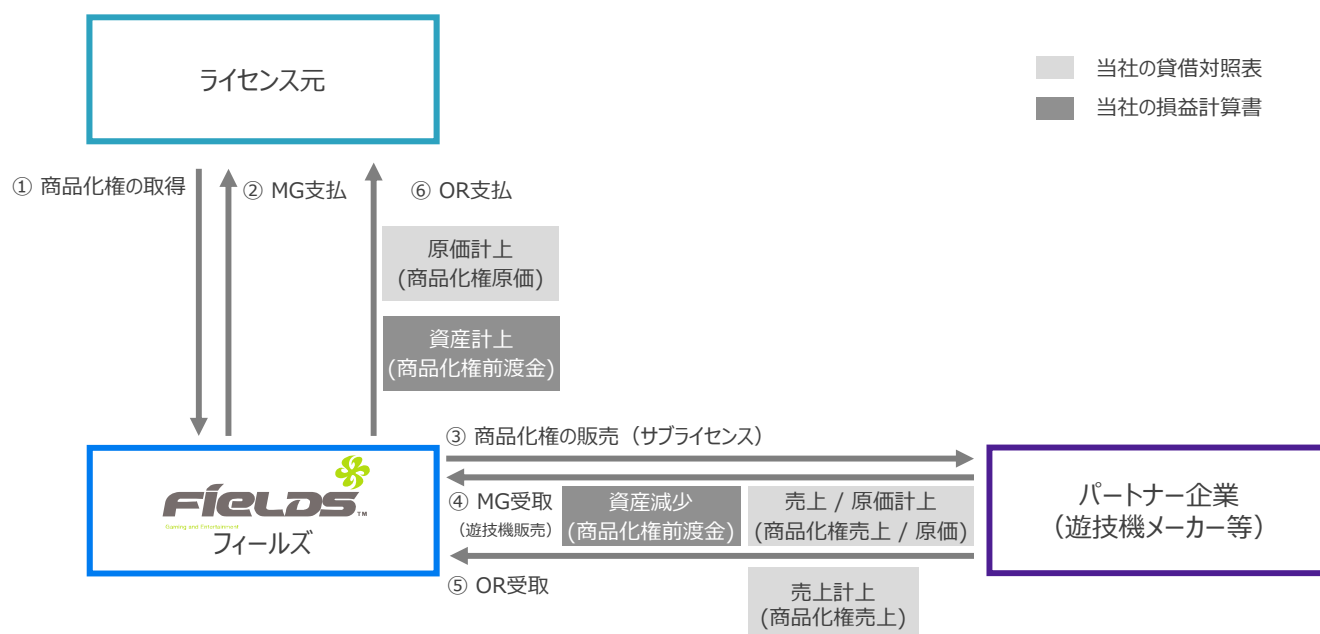 ライセンス元
当社の貸借対照表
当社の損益計算書
① 商品化権の取得
② MG支払
⑥ OR支払
原価計上
(商品化権原価)
資産計上
(商品化権前渡金)
③ 商品化権の販売（サブライセンス）
FIELDS™
Gaming and Entertainment
フィールズ
④ MG受取
（遊技機販売）
資産減少
(商品化権前渡金)
売上 / 原価計上
(商品化権売上 / 原価)
パートナー企業
（遊技機メーカー等）
⑤ OR受取
売上計上
(商品化権売上)